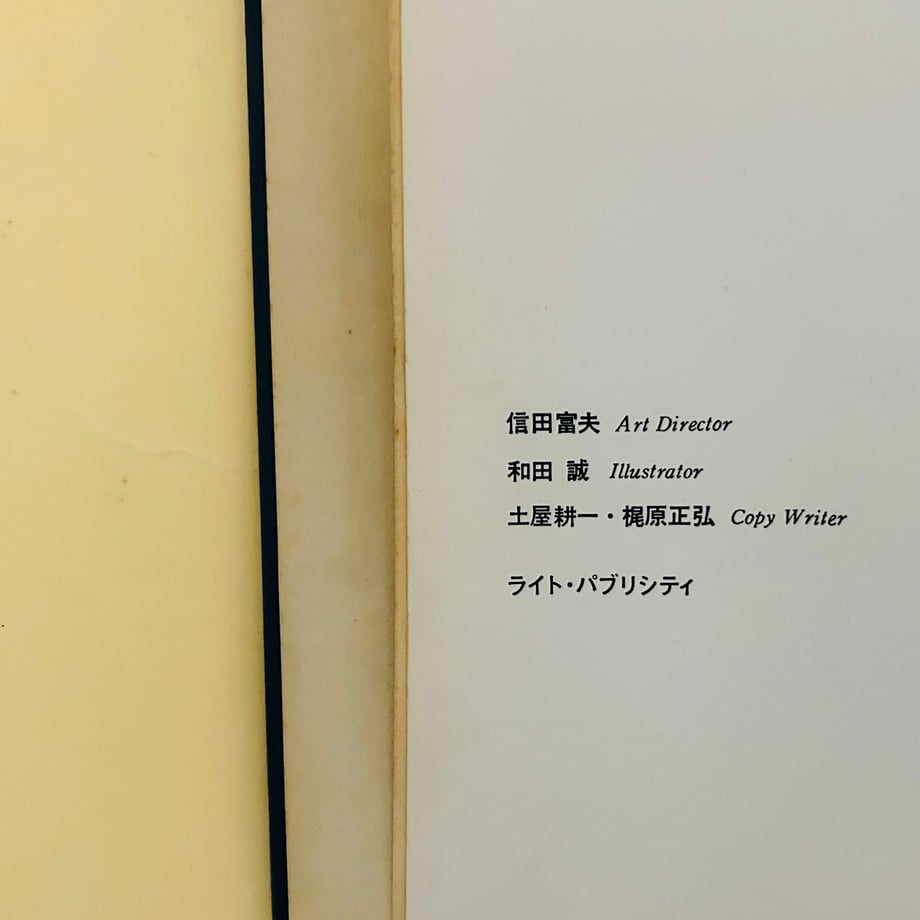 信田富夫 Art Director
和田 誠 Illustrator
土屋耕一・梶原正弘 Copy Writer
ライト・パブリシティ